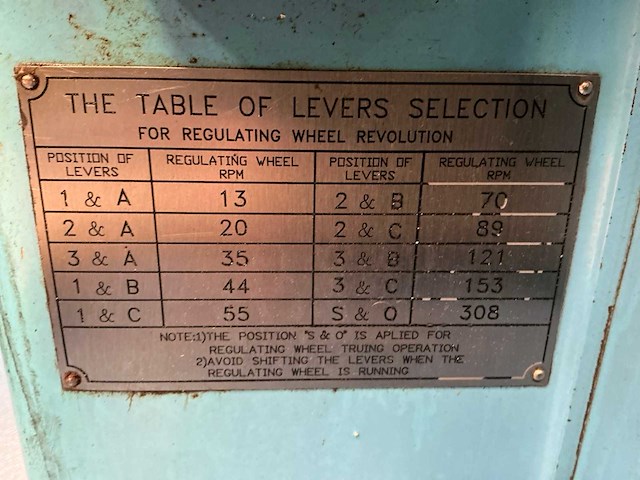 THE TABLE OF LEVERS SELECTION
FOR REGULATING WHEEL REVOLUTION
POSITION OF LEVERS REGULATING WHEEL RPM POSITION OF LEVERS REGULATING WHEEL RPM
1 & A 13 2 & B 70
2 & A 20 2 & C 89
3 & A 35 3 & B 121
1 & B 44 3 & C 153
1 & C 55 S & O 308
NOTE:1)THE POSITION "S & O" IS APLIED FOR
REGULATING WHEEL TRUING OPERATION
2)AVOID SHIFTING THE LEVERS WHEN THE
REGULATING WHEEL IS RUNNING